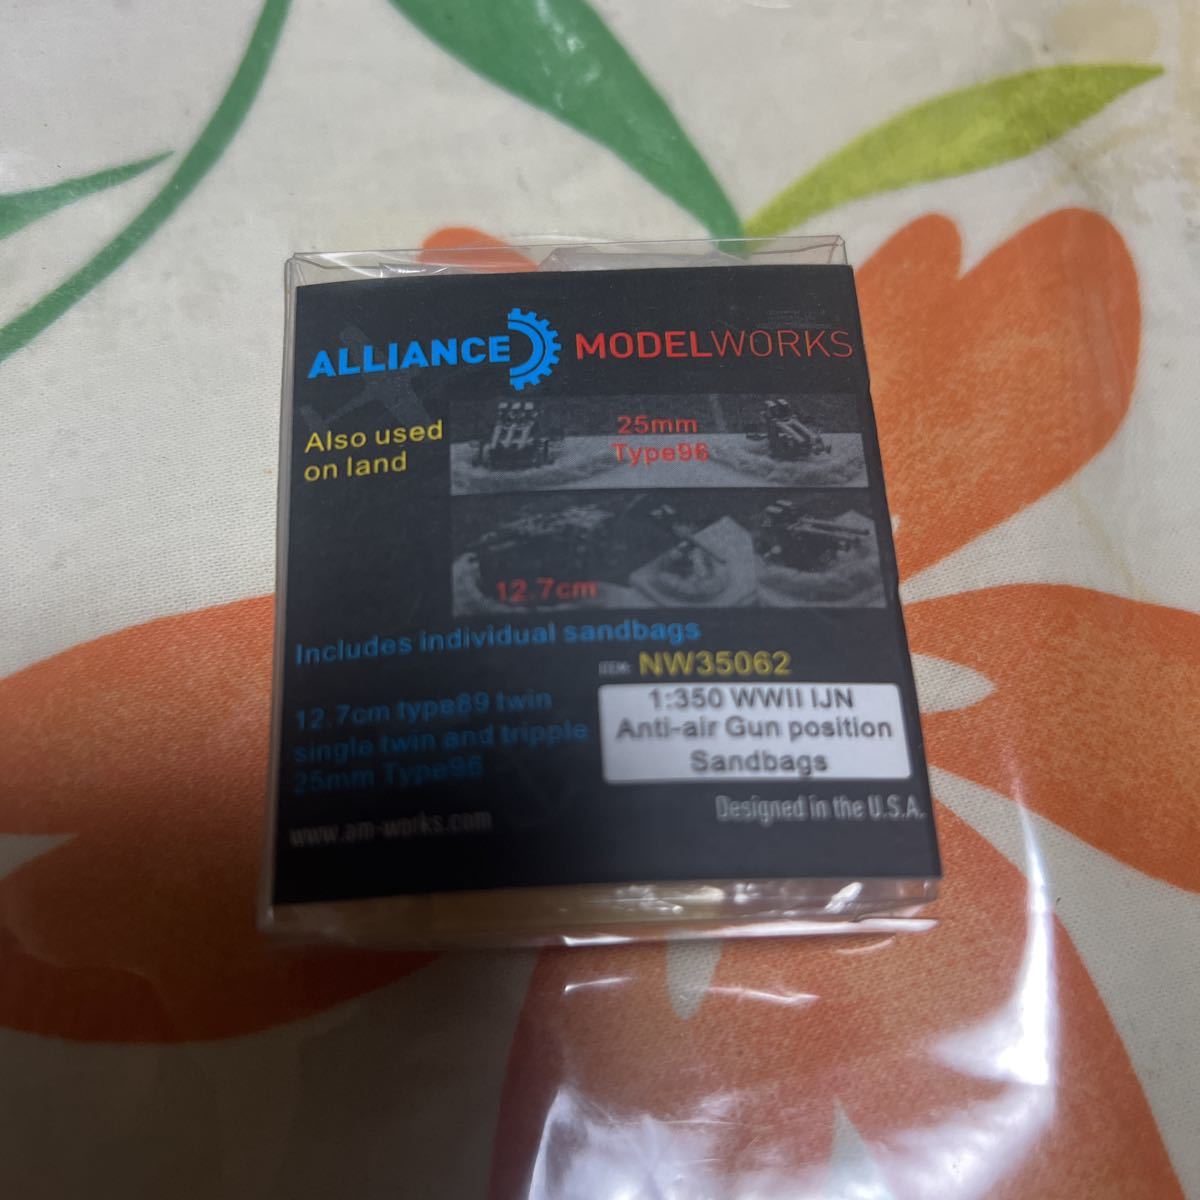 ALLIANCE MODELWORKS
Also used
on land
25mm
Type96
12.7cm
Includes individual sandbags
ITEM: NW35062
12.7cm type89 twin
single twin and tripple
25mm Type96
1:350 WWII IJN
Anti-air Gun position
Sandbags
www.am-works.com
Designed in the U.S.A.